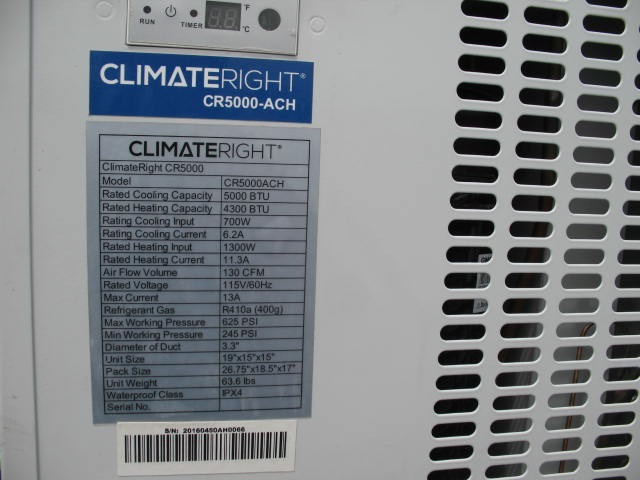 RUN TIMER °F °C
CLIMATERIGHT®
CR5000-ACH
CLIMATERIGHT®
ClimateRight CR5000
Model CR5000ACH
Rated Cooling Capacity 5000 BTU
Rated Heating Capacity 4300 BTU
Rating Cooling Input 700W
Rating Cooling Current 6.2A
Rated Heating Input 1300W
Rated Heating Current 11.3A
Air Flow Volume 130 CFM
Rated Voltage 115V/60Hz
Max Current 13A
Refrigerant Gas R410a (400g)
Max Working Pressure 625 PSI
Min Working Pressure 245 PSI
Diameter of Duct 3.3"
Unit Size 19"x15"x15"
Pack Size 26.75"x18.5"x17"
Unit Weight 63.6 lbs
Waterproof Class IPX4
Serial No.
S/N: 20160450AH0066